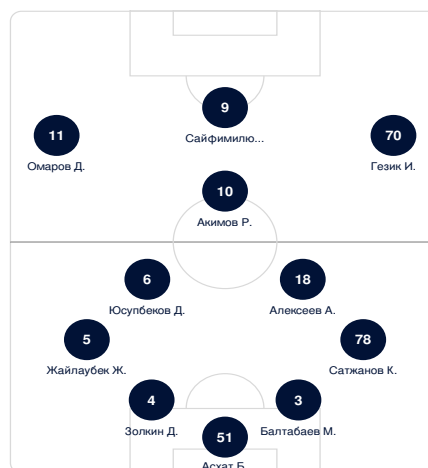 9
Сайфимилю...
11
70
Омаров Д.
Гезик И.
10
Акимов Р.
6
18
Юсупбеков Д.
Алексеев А.
5
78
Жайлаубек Ж.
Сатжанов К.
4
3
Золкин Д.
Балтабаев М.
51
Асхат Б.